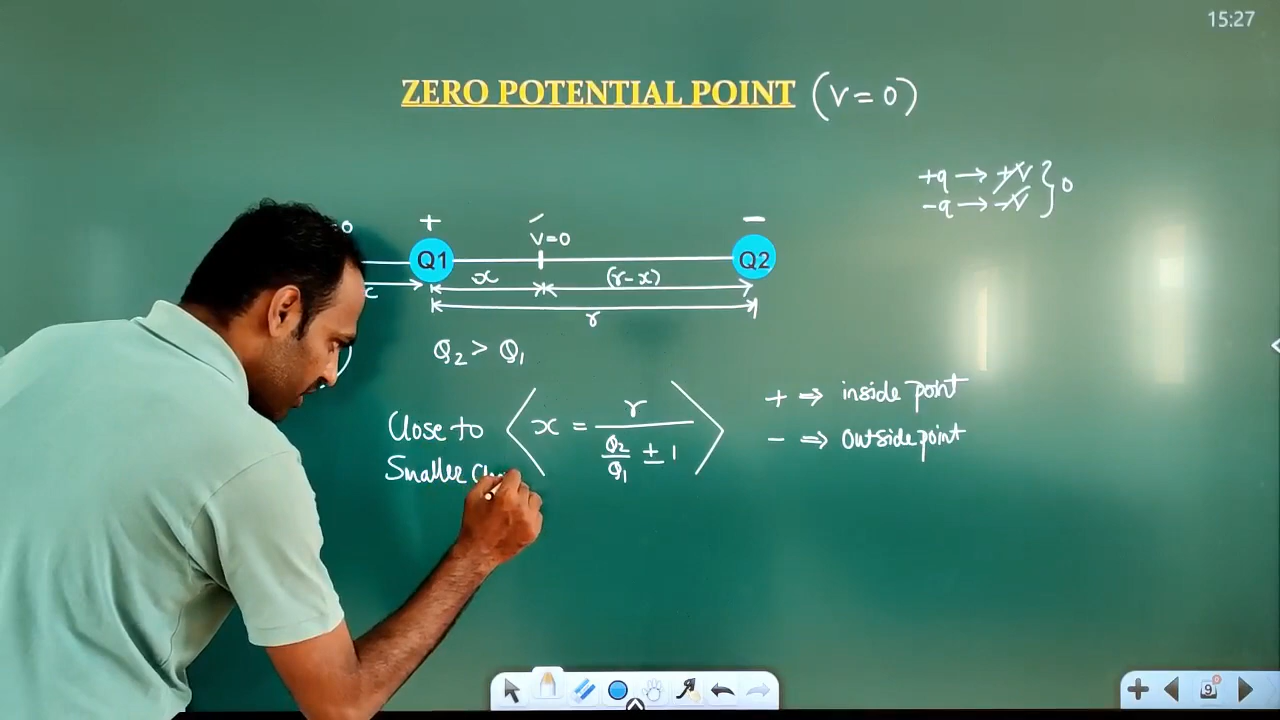 15:27
ZERO POTENTIAL POINT (V=0)
+q → +V
-q → -V } 0
+ −
V=0
Q1 Q2
x (r-x)
r
Q₂ > Q₁
Close to
Smaller
x = r / (Q₂/Q₁ ± 1)
+ ⇒ inside point
− ⇒ outside point
9